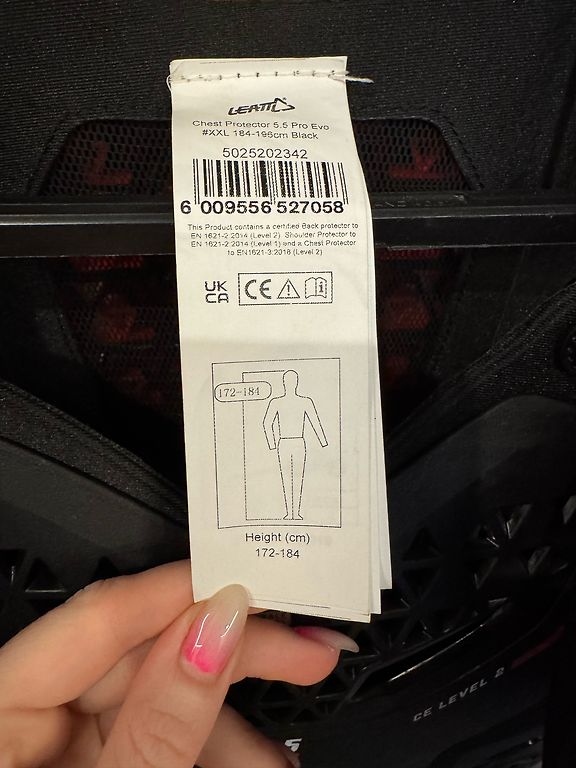 LEATT
Chest Protector 5.5 Pro Evo
#XXL 184-196cm Black
5025202342
6 009556 527058
This Product contains a certified Back protector to
EN 1621-2:2014 (Level 2), Shoulder Protector to
EN 1621-2:2014 (Level 1) and a Chest Protector
to EN1621-3:2018 (Level 2)
UK
CA
CE
i
172-184
Height (cm)
172-184
CE LEVEL 2